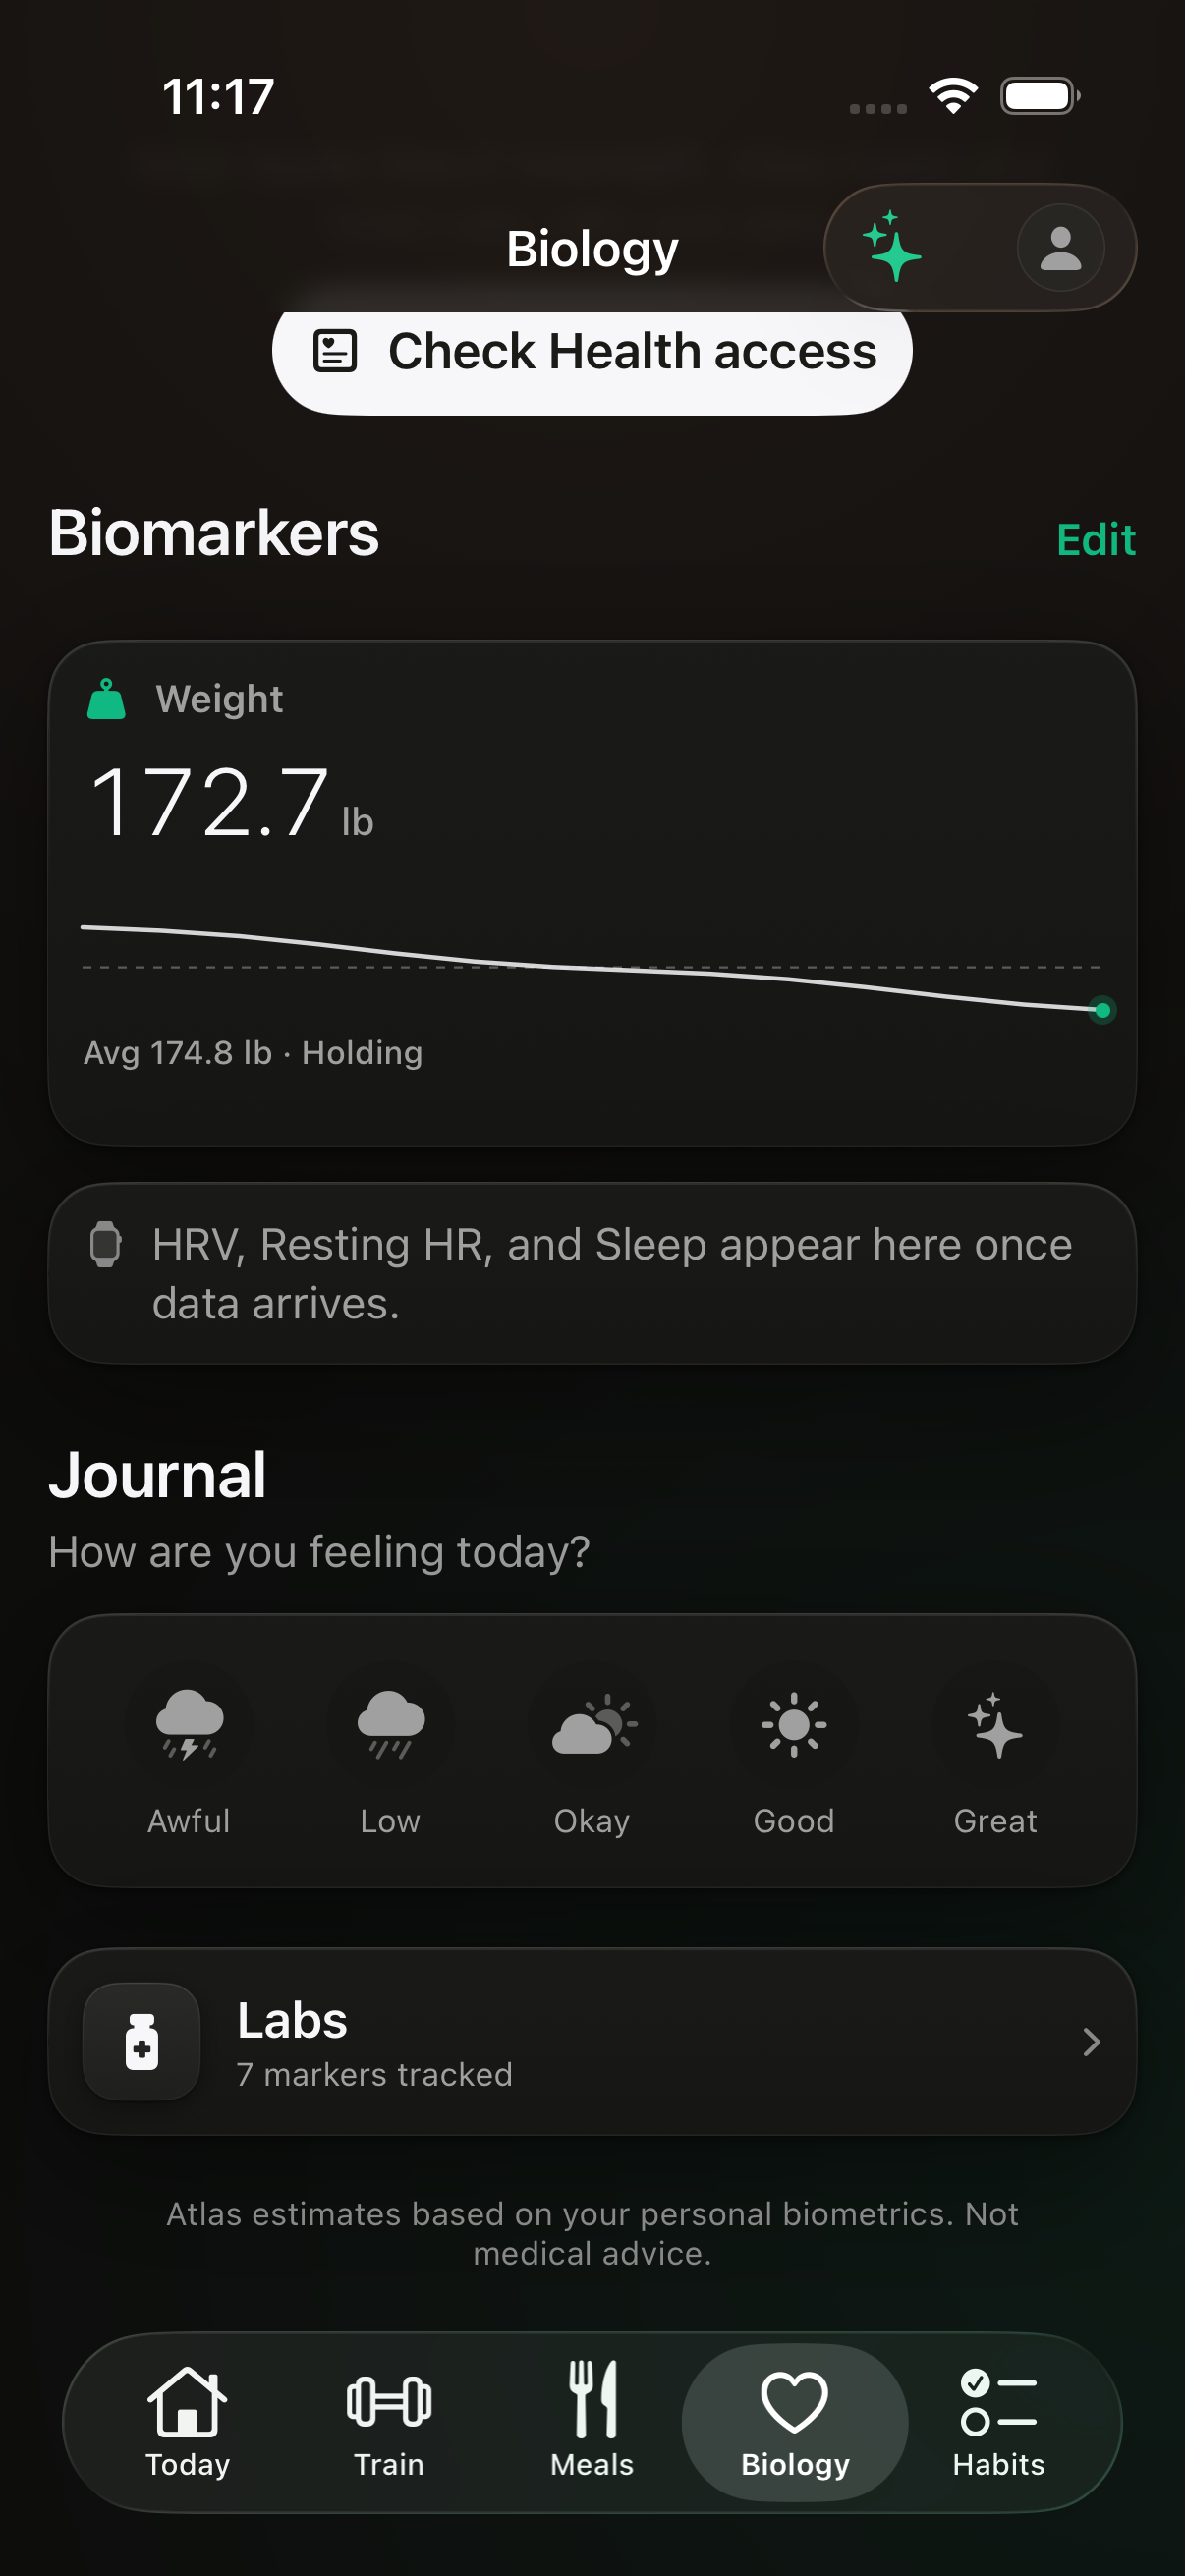 11:17
Biology
Check Health access
Biomarkers
Edit
Weight
172.7 lb
Avg 174.8 lb · Holding
HRV, Resting HR, and Sleep appear here once
data arrives.
Journal
How are you feeling today?
Awful Low Okay Good Great
Labs
7 markers tracked
Atlas estimates based on your personal biometrics. Not
medical advice.
Today Train Meals Biology Habits